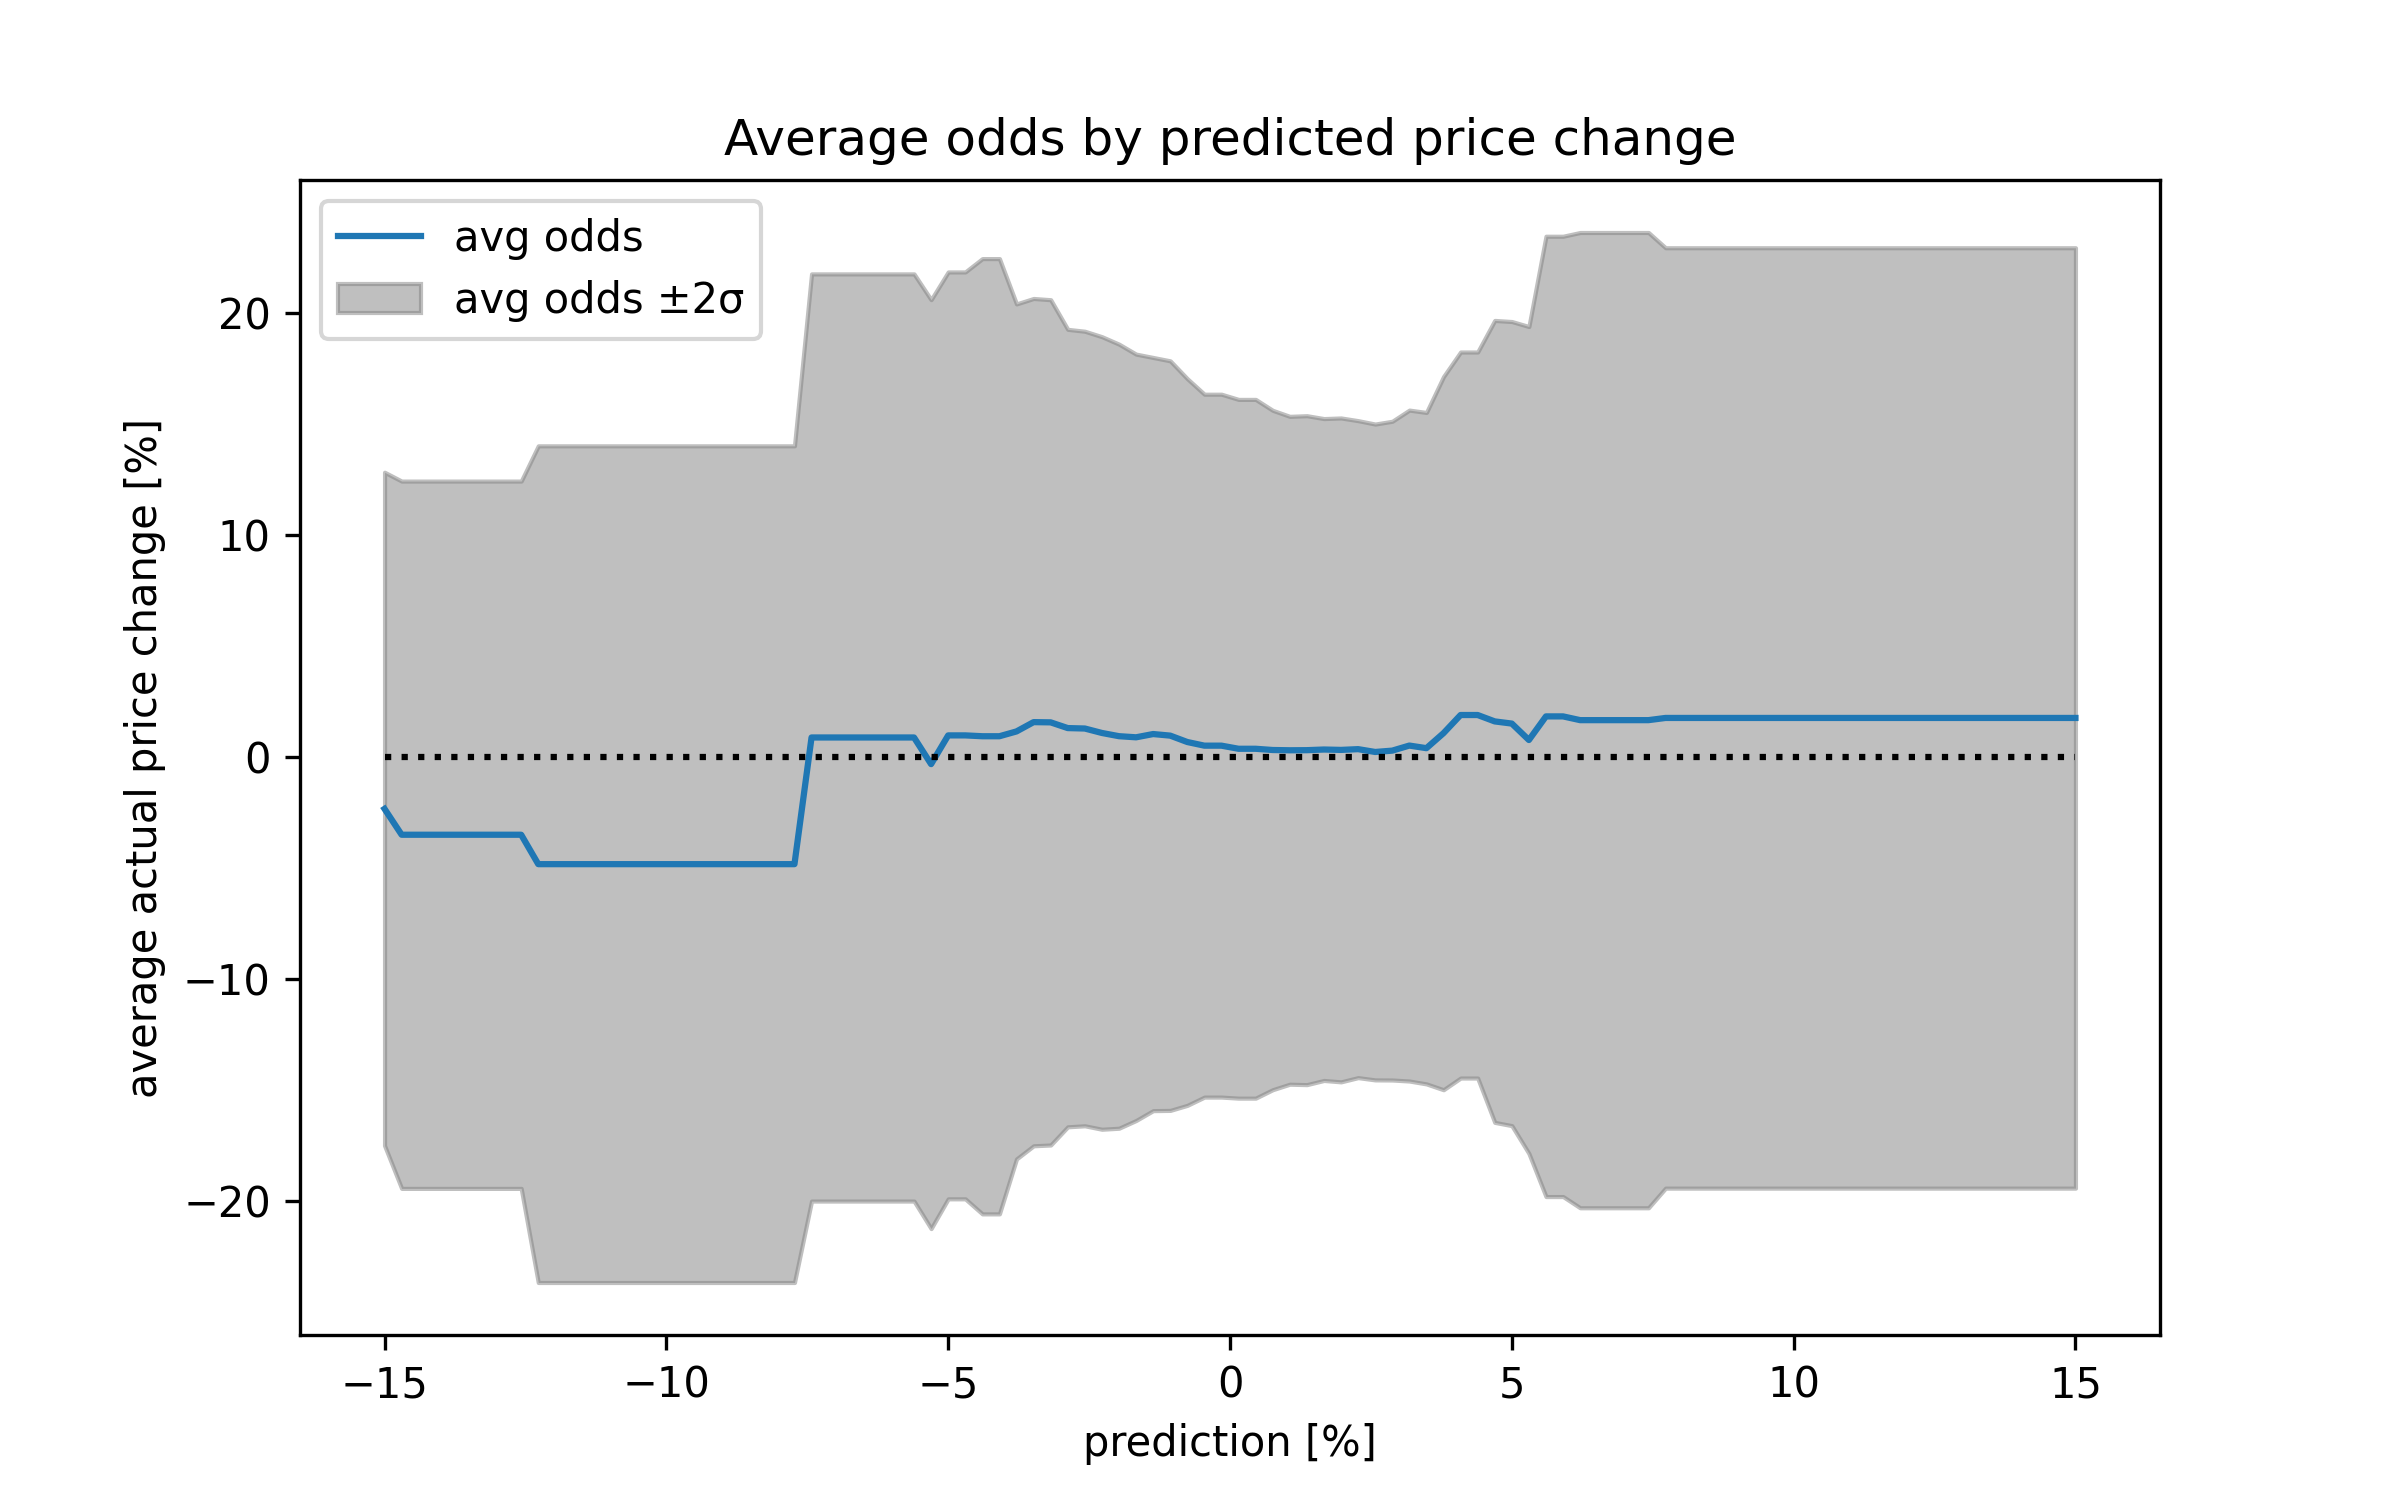 Average odds by predicted price change
avg odds
avg odds ±2σ
average actual price change [%]
20
10
0
−10
−20
−15
−10
−5
0
5
10
15
prediction [%]